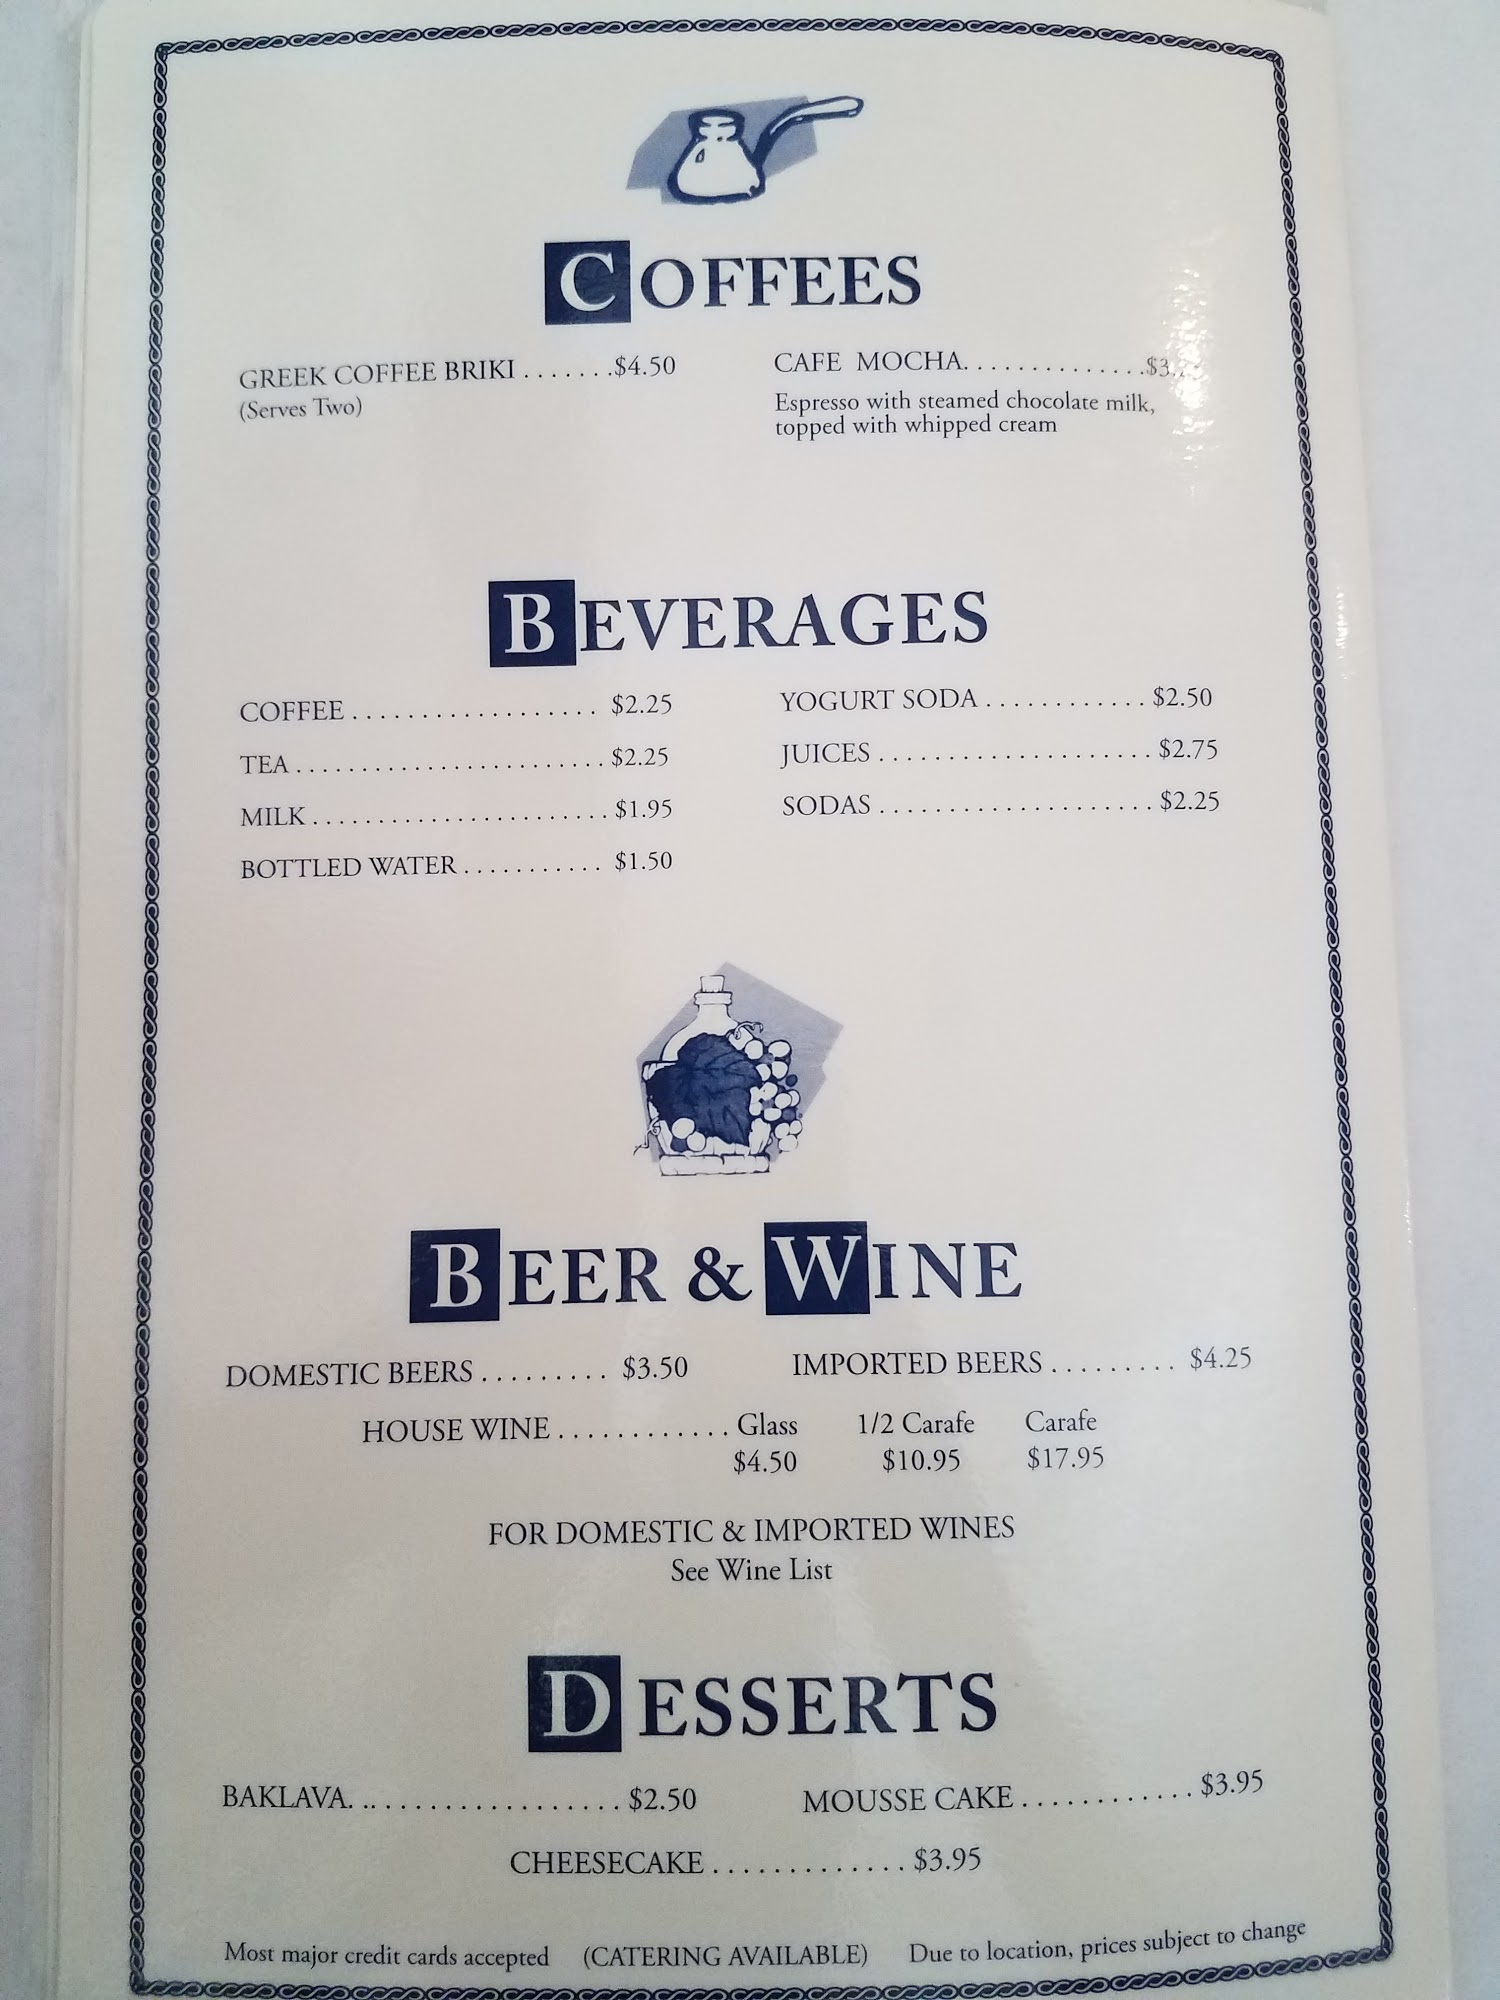 COFFEES
GREEK COFFEE BRIKI . . . . . . .$4.50
(Serves Two)
CAFE MOCHA. . . . . . . . . . . . . .
Espresso with steamed chocolate milk,
topped with whipped cream
BEVERAGES
COFFEE . . . . . . . . . . . . . . . . . . $2.25
TEA . . . . . . . . . . . . . . . . . . . . . . . $2.25
MILK . . . . . . . . . . . . . . . . . . . . . . $1.95
BOTTLED WATER . . . . . . . . . . . $1.50
YOGURT SODA . . . . . . . . . . . . $2.50
JUICES . . . . . . . . . . . . . . . . . . . . $2.75
SODAS . . . . . . . . . . . . . . . . . . . . $2.25
BEER & WINE
DOMESTIC BEERS . . . . . . . . . $3.50
IMPORTED BEERS . . . . . . . . . $4.25
HOUSE WINE . . . . . . . . . . . . Glass 1/2 Carafe Carafe
$4.50 $10.95 $17.95
FOR DOMESTIC & IMPORTED WINES
See Wine List
DESSERTS
BAKLAVA. .. . . . . . . . . . . . . . . . . . $2.50
MOUSSE CAKE . . . . . . . . . . . . $3.95
CHEESECAKE . . . . . . . . . . . . . $3.95
Most major credit cards accepted (CATERING AVAILABLE) Due to location, prices subject to change